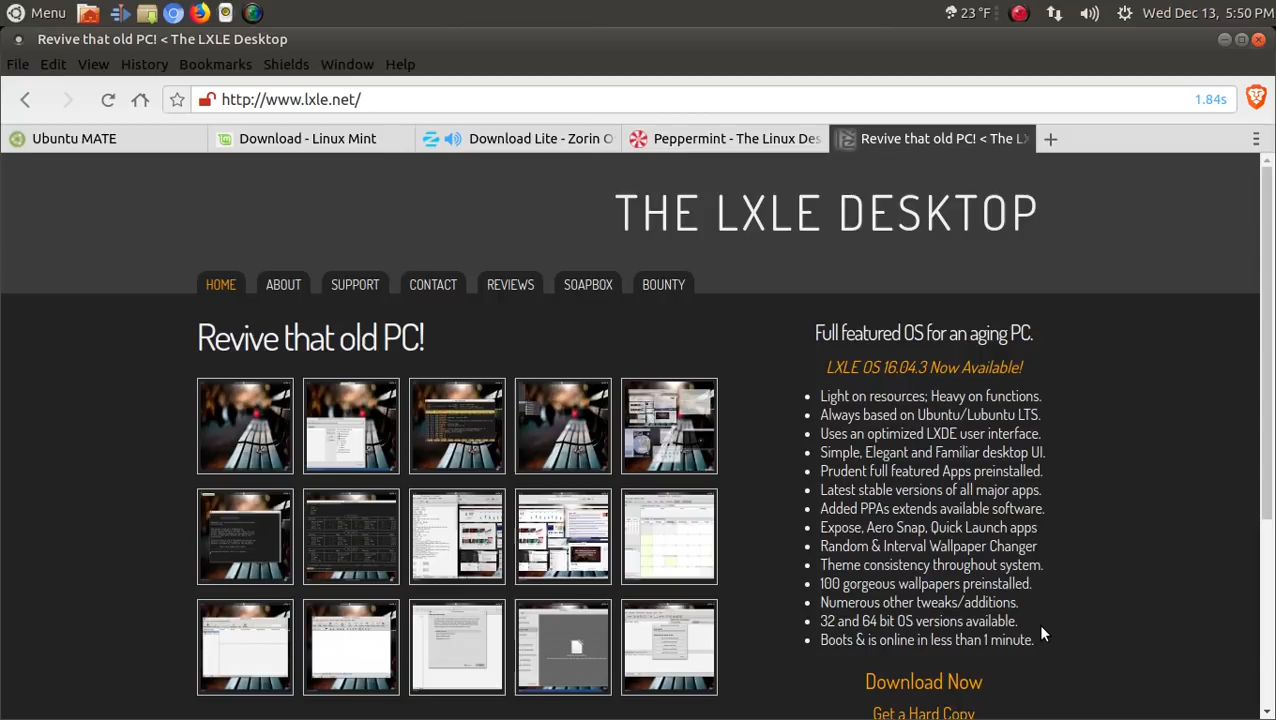 Menu
23 °F
Wed Dec 13, 5:50 PM
Revive that old PC! < The LXLE Desktop
File Edit View History Bookmarks Shields Window Help
http://www.lxle.net/
1.84s
Ubuntu MATE
Download - Linux Mint
Download Lite - Zorin O
Peppermint - The Linux Des
Revive that old PC! < The LX
THE LXLE DESKTOP
HOME ABOUT SUPPORT CONTACT REVIEWS SOAPBOX BOUNTY
Revive that old PC!
Full featured OS for an aging PC.
LXLE OS 16.04.3 Now Available!
Light on resources; Heavy on functions.
Always based on Ubuntu/Lubuntu LTS.
Uses an optimized LXDE user interface.
Simple, Elegant and Familiar desktop UI.
Prudent full featured Apps preinstalled.
Latest stable versions of all major apps.
Added PPAs extends available software.
Expose, Aero Snap, Quick Launch apps
Random & Interval Wallpaper Changer
Theme consistency throughout system.
100 gorgeous wallpapers preinstalled.
Numerous other tweaks/additions.
32 and 64 bit OS versions available.
Boots & is online in less than 1 minute.
Download Now
Get a Hard Copy